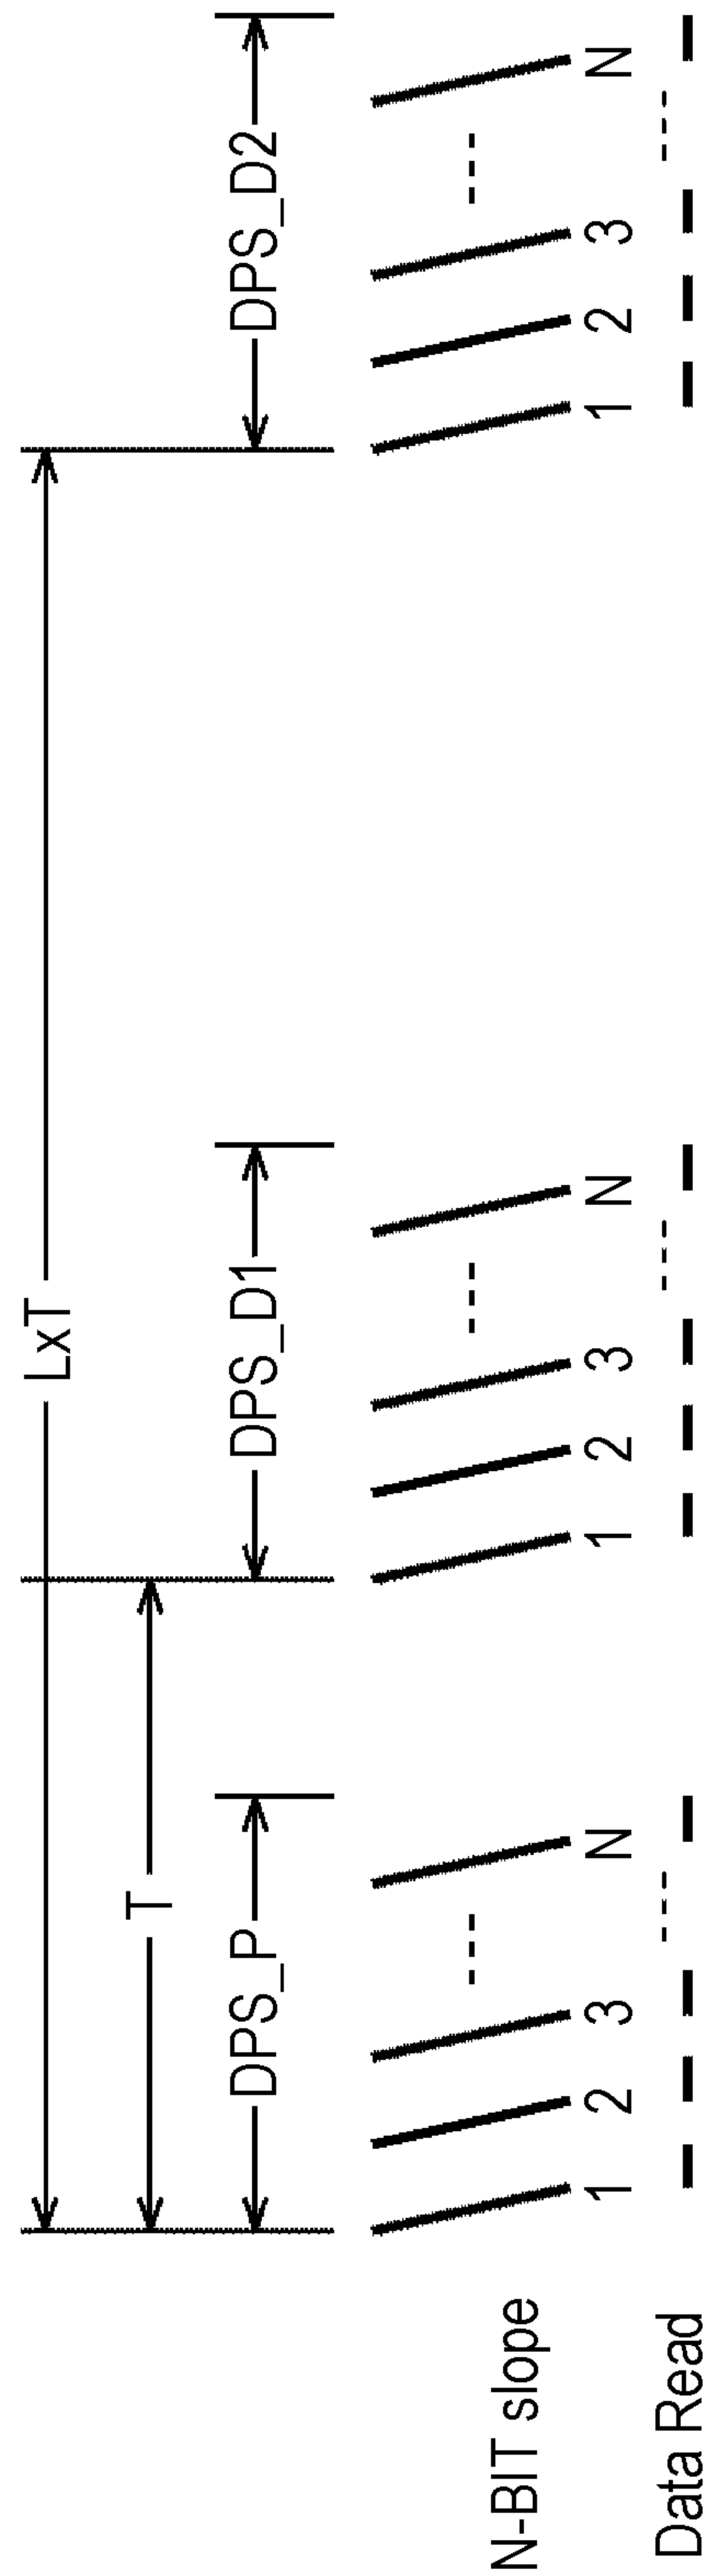 LxT
T
DPS_P DPS_D1 DPS_D2
N-BIT slope
1 2 3 N 1 2 3 N 1 2 3 N
Data Read